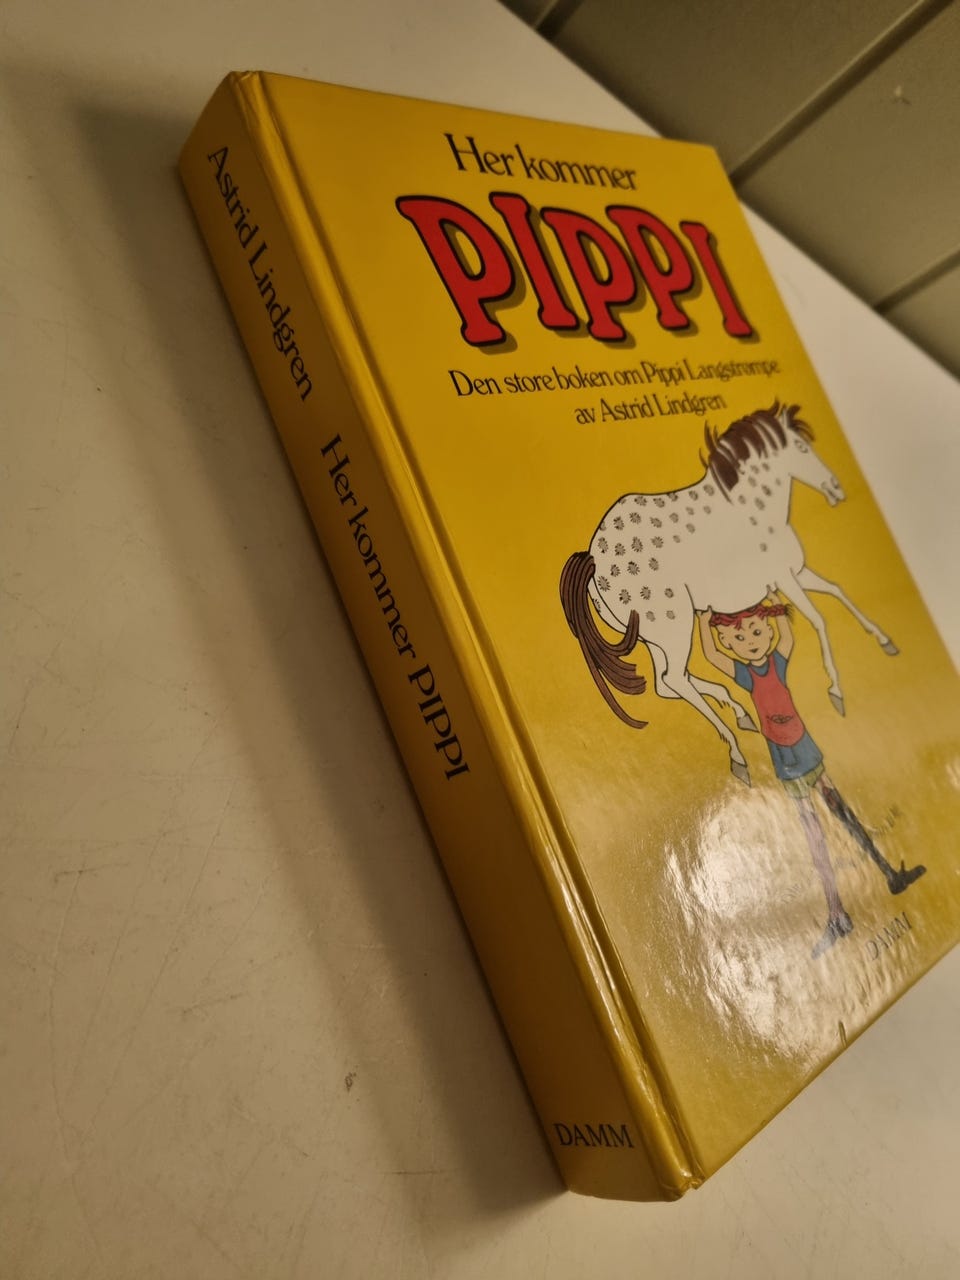 Her kommer
PIPPI
Den store boken om Pippi Langstrømpe
av Astrid Lindgren
DAMM
Astrid Lindgren Her kommer PIPPI
DAMM